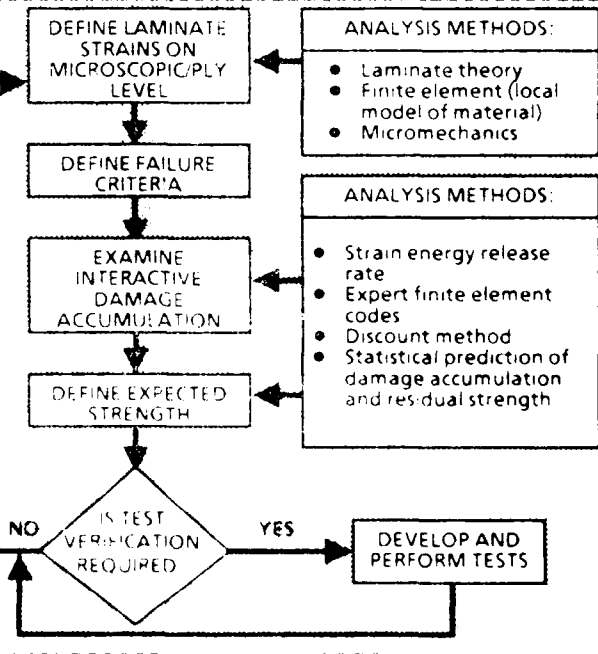 DEFINE LAMINATE
STRAINS ON
MICROSCOPIC/PLY
LEVEL
ANALYSIS METHODS:
● Laminate theory
● Finite element (local
model of material)
● Micromechanics
DEFINE FAILURE
CRITERIA
ANALYSIS METHODS:
● Strain energy release
rate
● Expert finite element
codes
● Discount method
● Statistical prediction of
damage accumulation
and residual strength
EXAMINE
INTERACTIVE
DAMAGE
ACCUMULATION
DEFINE EXPECTED
STRENGTH
IS TEST
VERIFICATION
REQUIRED
NO
YES
DEVELOP AND
PERFORM TESTS